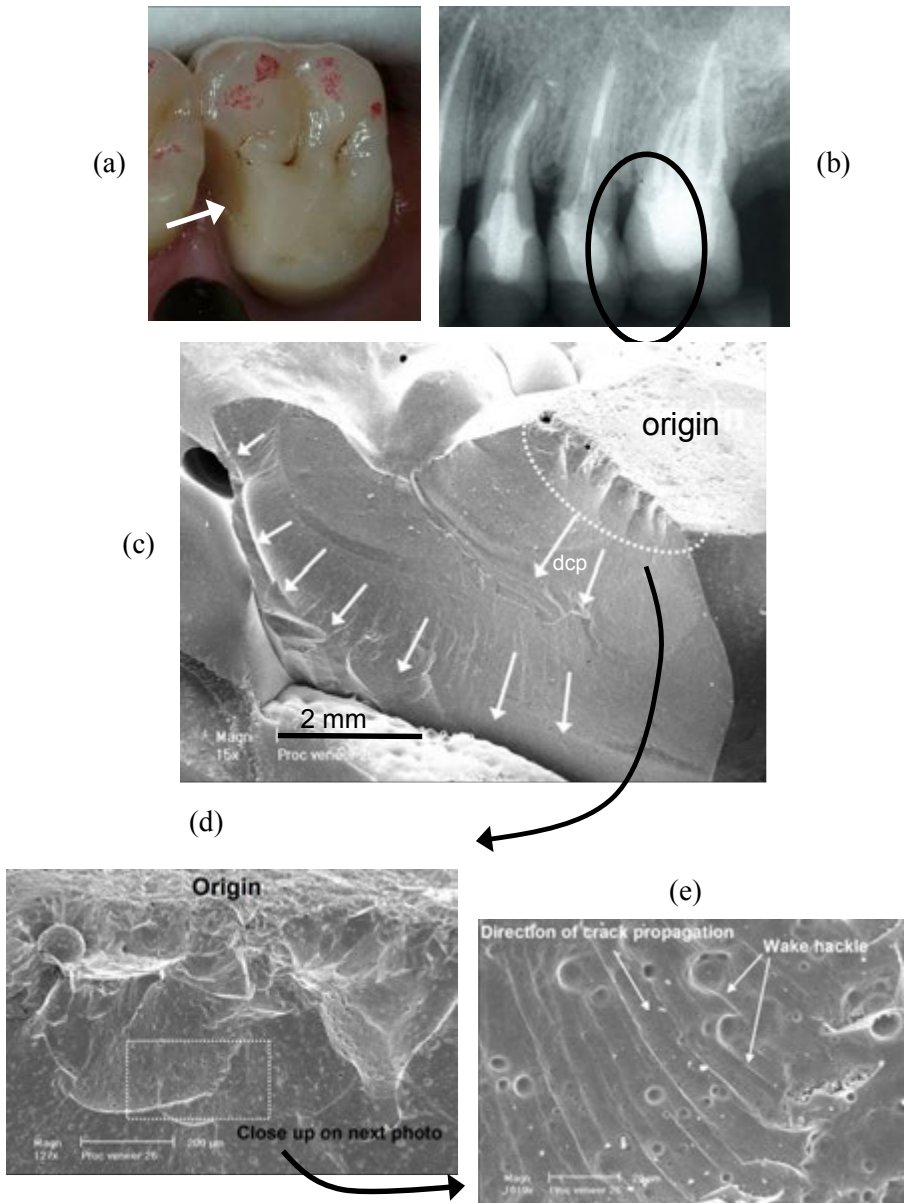 (a)
(b)
origin
(c)
dcp
2 mm
Magn
15x
Proc veneer
(d)
(e)
Origin
Direction of crack propagation
Wake hackle
Close up on next photo
Magn
127x
200 µm
Proc veneer 26
Magn